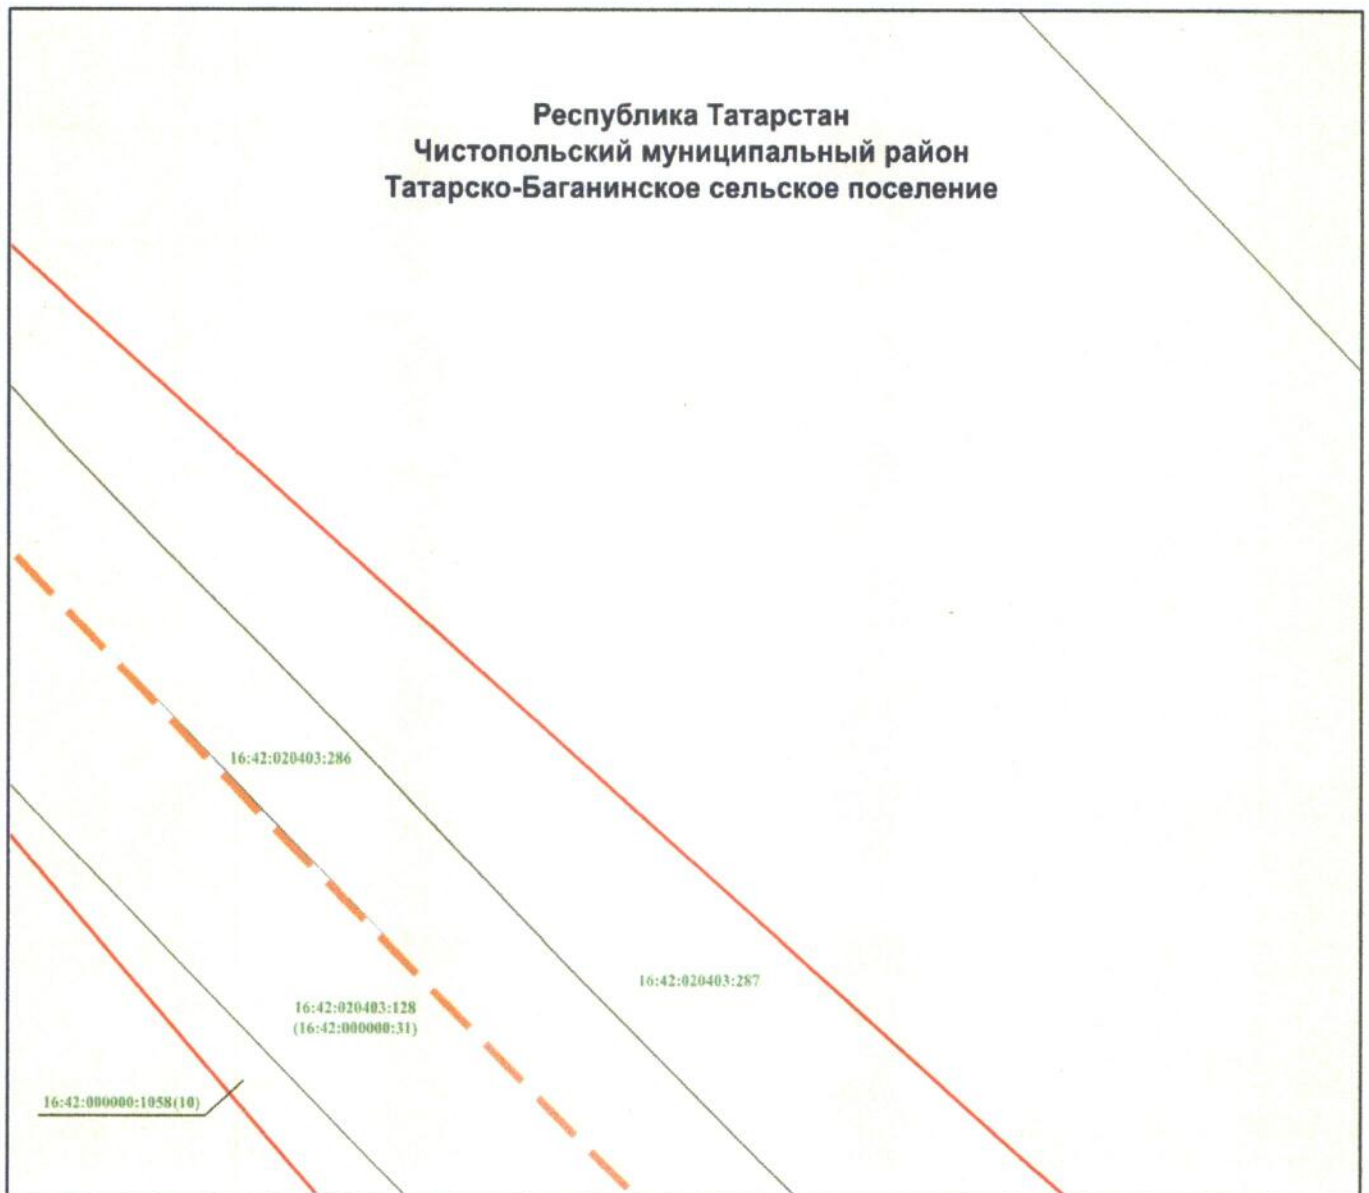 Республика Татарстан
Чистопольский муниципальный район
Татарско-Баганинское сельское поселение
16:42:020403:286
16:42:020403:287
16:42:020403:128
(16:42:000000:31)
16:42:000000:1058(10)